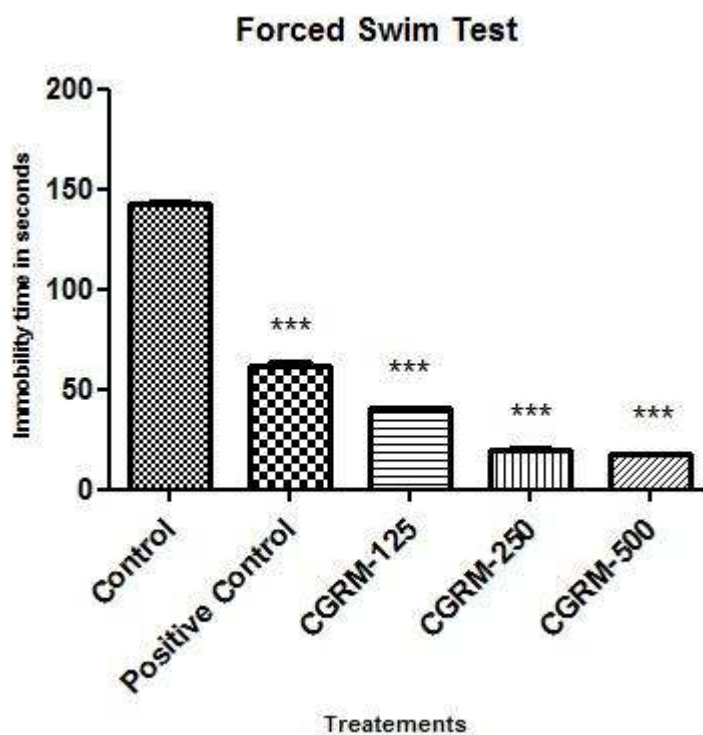 Forced Swim Test
Immobility time in seconds
200
150
100
50
0
***
***
***
***
Control
Positive Control
CGRM-125
CGRM-250
CGRM-500
Treatements